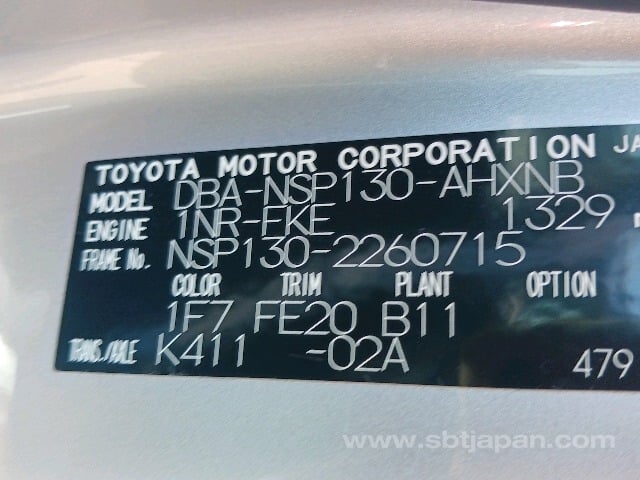 TOYOTA MOTOR CORPORATION JA
MODEL DBA-NSP130-AHXNB
ENGINE 1NR-FKE 1329
FRAME No. NSP130-2260715
COLOR TRIM PLANT OPTION
1F7 FE20 B11
TRANS./AXLE K411 -02A 479
www.sbtjapan.com